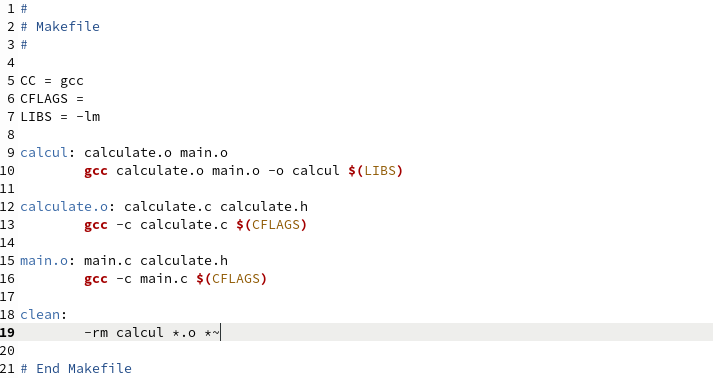 1 #
2 # Makefile
3 #
4
5 CC = gcc
6 CFLAGS =
7 LIBS = -lm
8
9 calcul: calculate.o main.o
10         gcc calculate.o main.o -o calcul $(LIBS)
11
12 calculate.o: calculate.c calculate.h
13         gcc -c calculate.c $(CFLAGS)
14
15 main.o: main.c calculate.h
16         gcc -c main.c $(CFLAGS)
17
18 clean:
19         -rm calcul *.o *~
20
21 # End Makefile